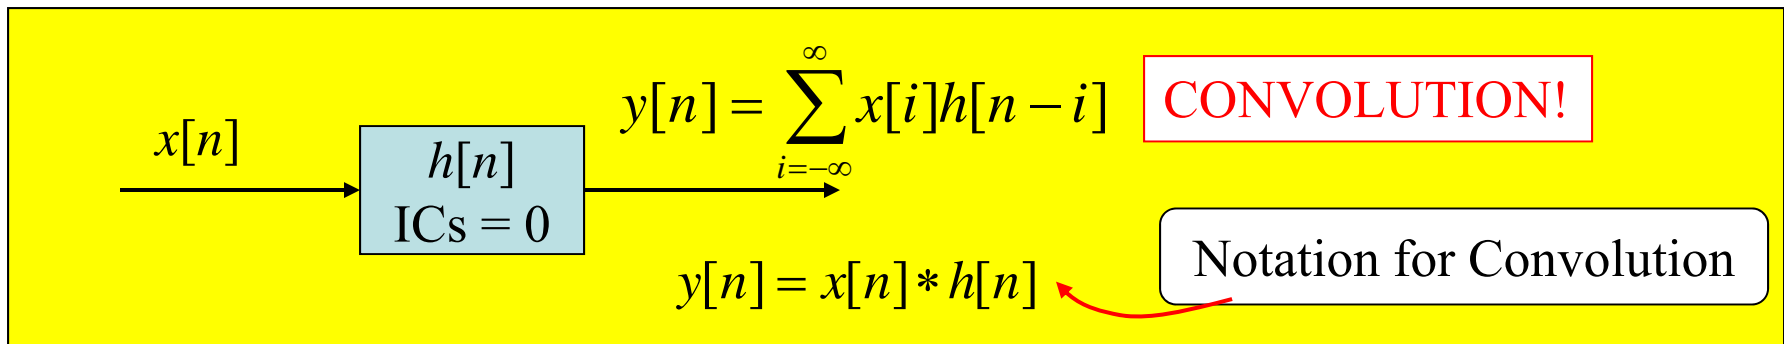 x[n]
h[n]
ICs = 0
y[n] = ∑_{i=-∞}^{∞} x[i]h[n − i]
CONVOLUTION!
y[n] = x[n] * h[n]
Notation for Convolution